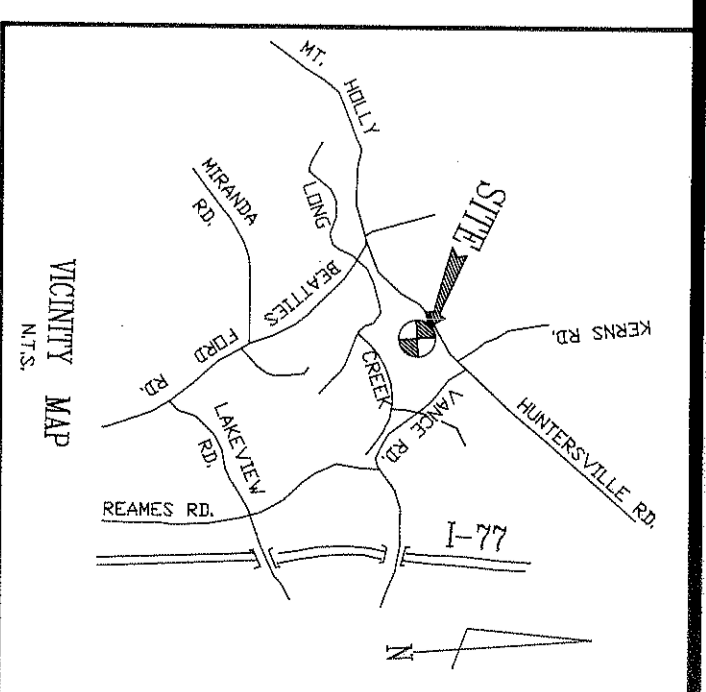 MT.
HOLLY
HUNTERSVILLE RD.
SITE
KERNS RD.
LONG
CREEK
MIRANDA
RD.
BEATTIES
FORD
RD.
VANCE RD.
LAKEVIEW
RD.
REAMES RD.
I-77
N
VICINITY MAP
N.T.S.